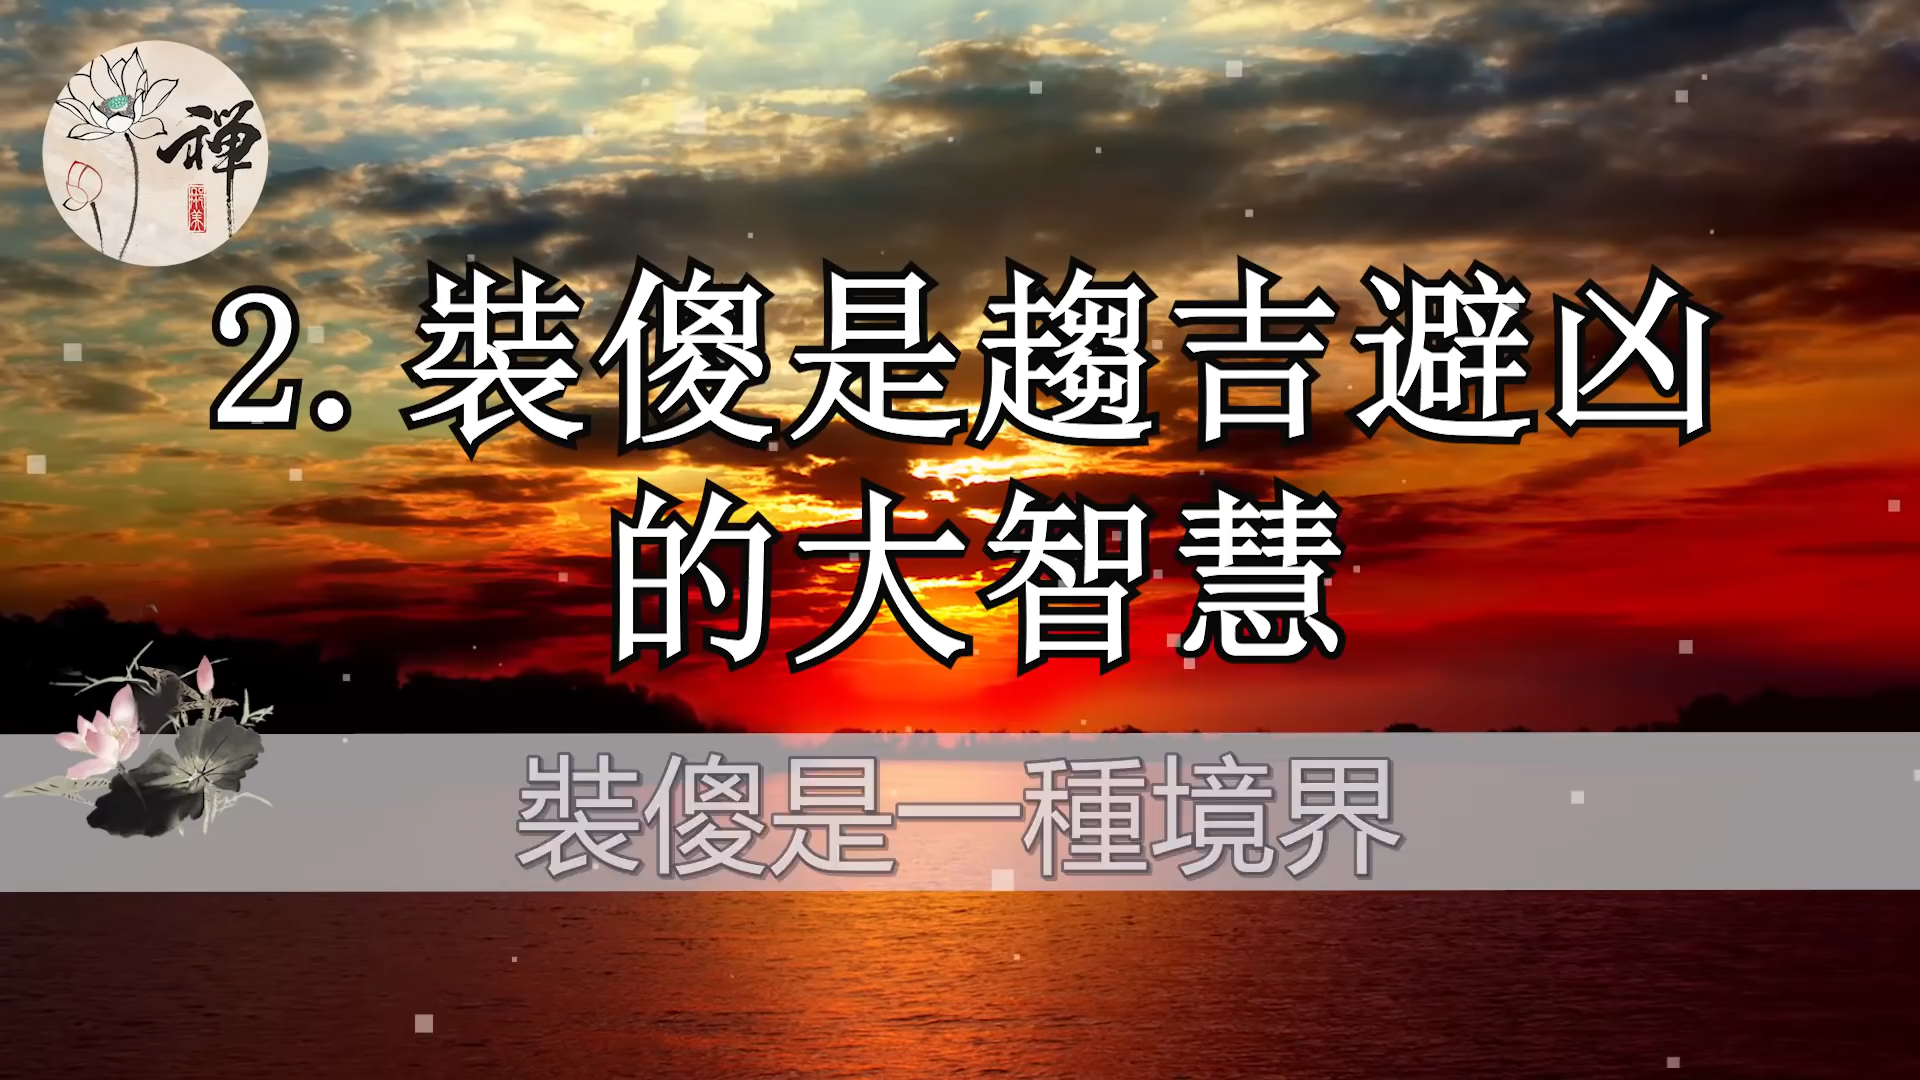 禪
2.裝傻是趨吉避凶
的大智慧
裝傻是一種境界